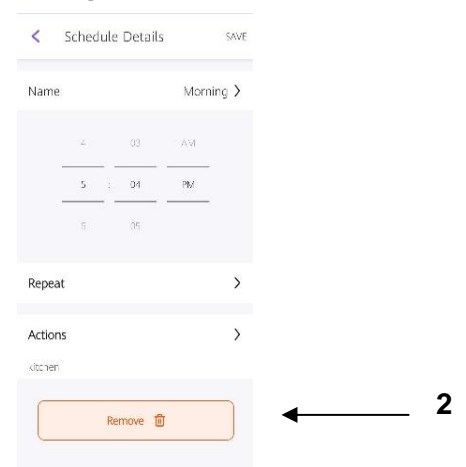 Schedule Details SAVE
Name Morning
4 03 AM
5 : 04 PM
6 05
Repeat
Actions
kitchen
Remove
2